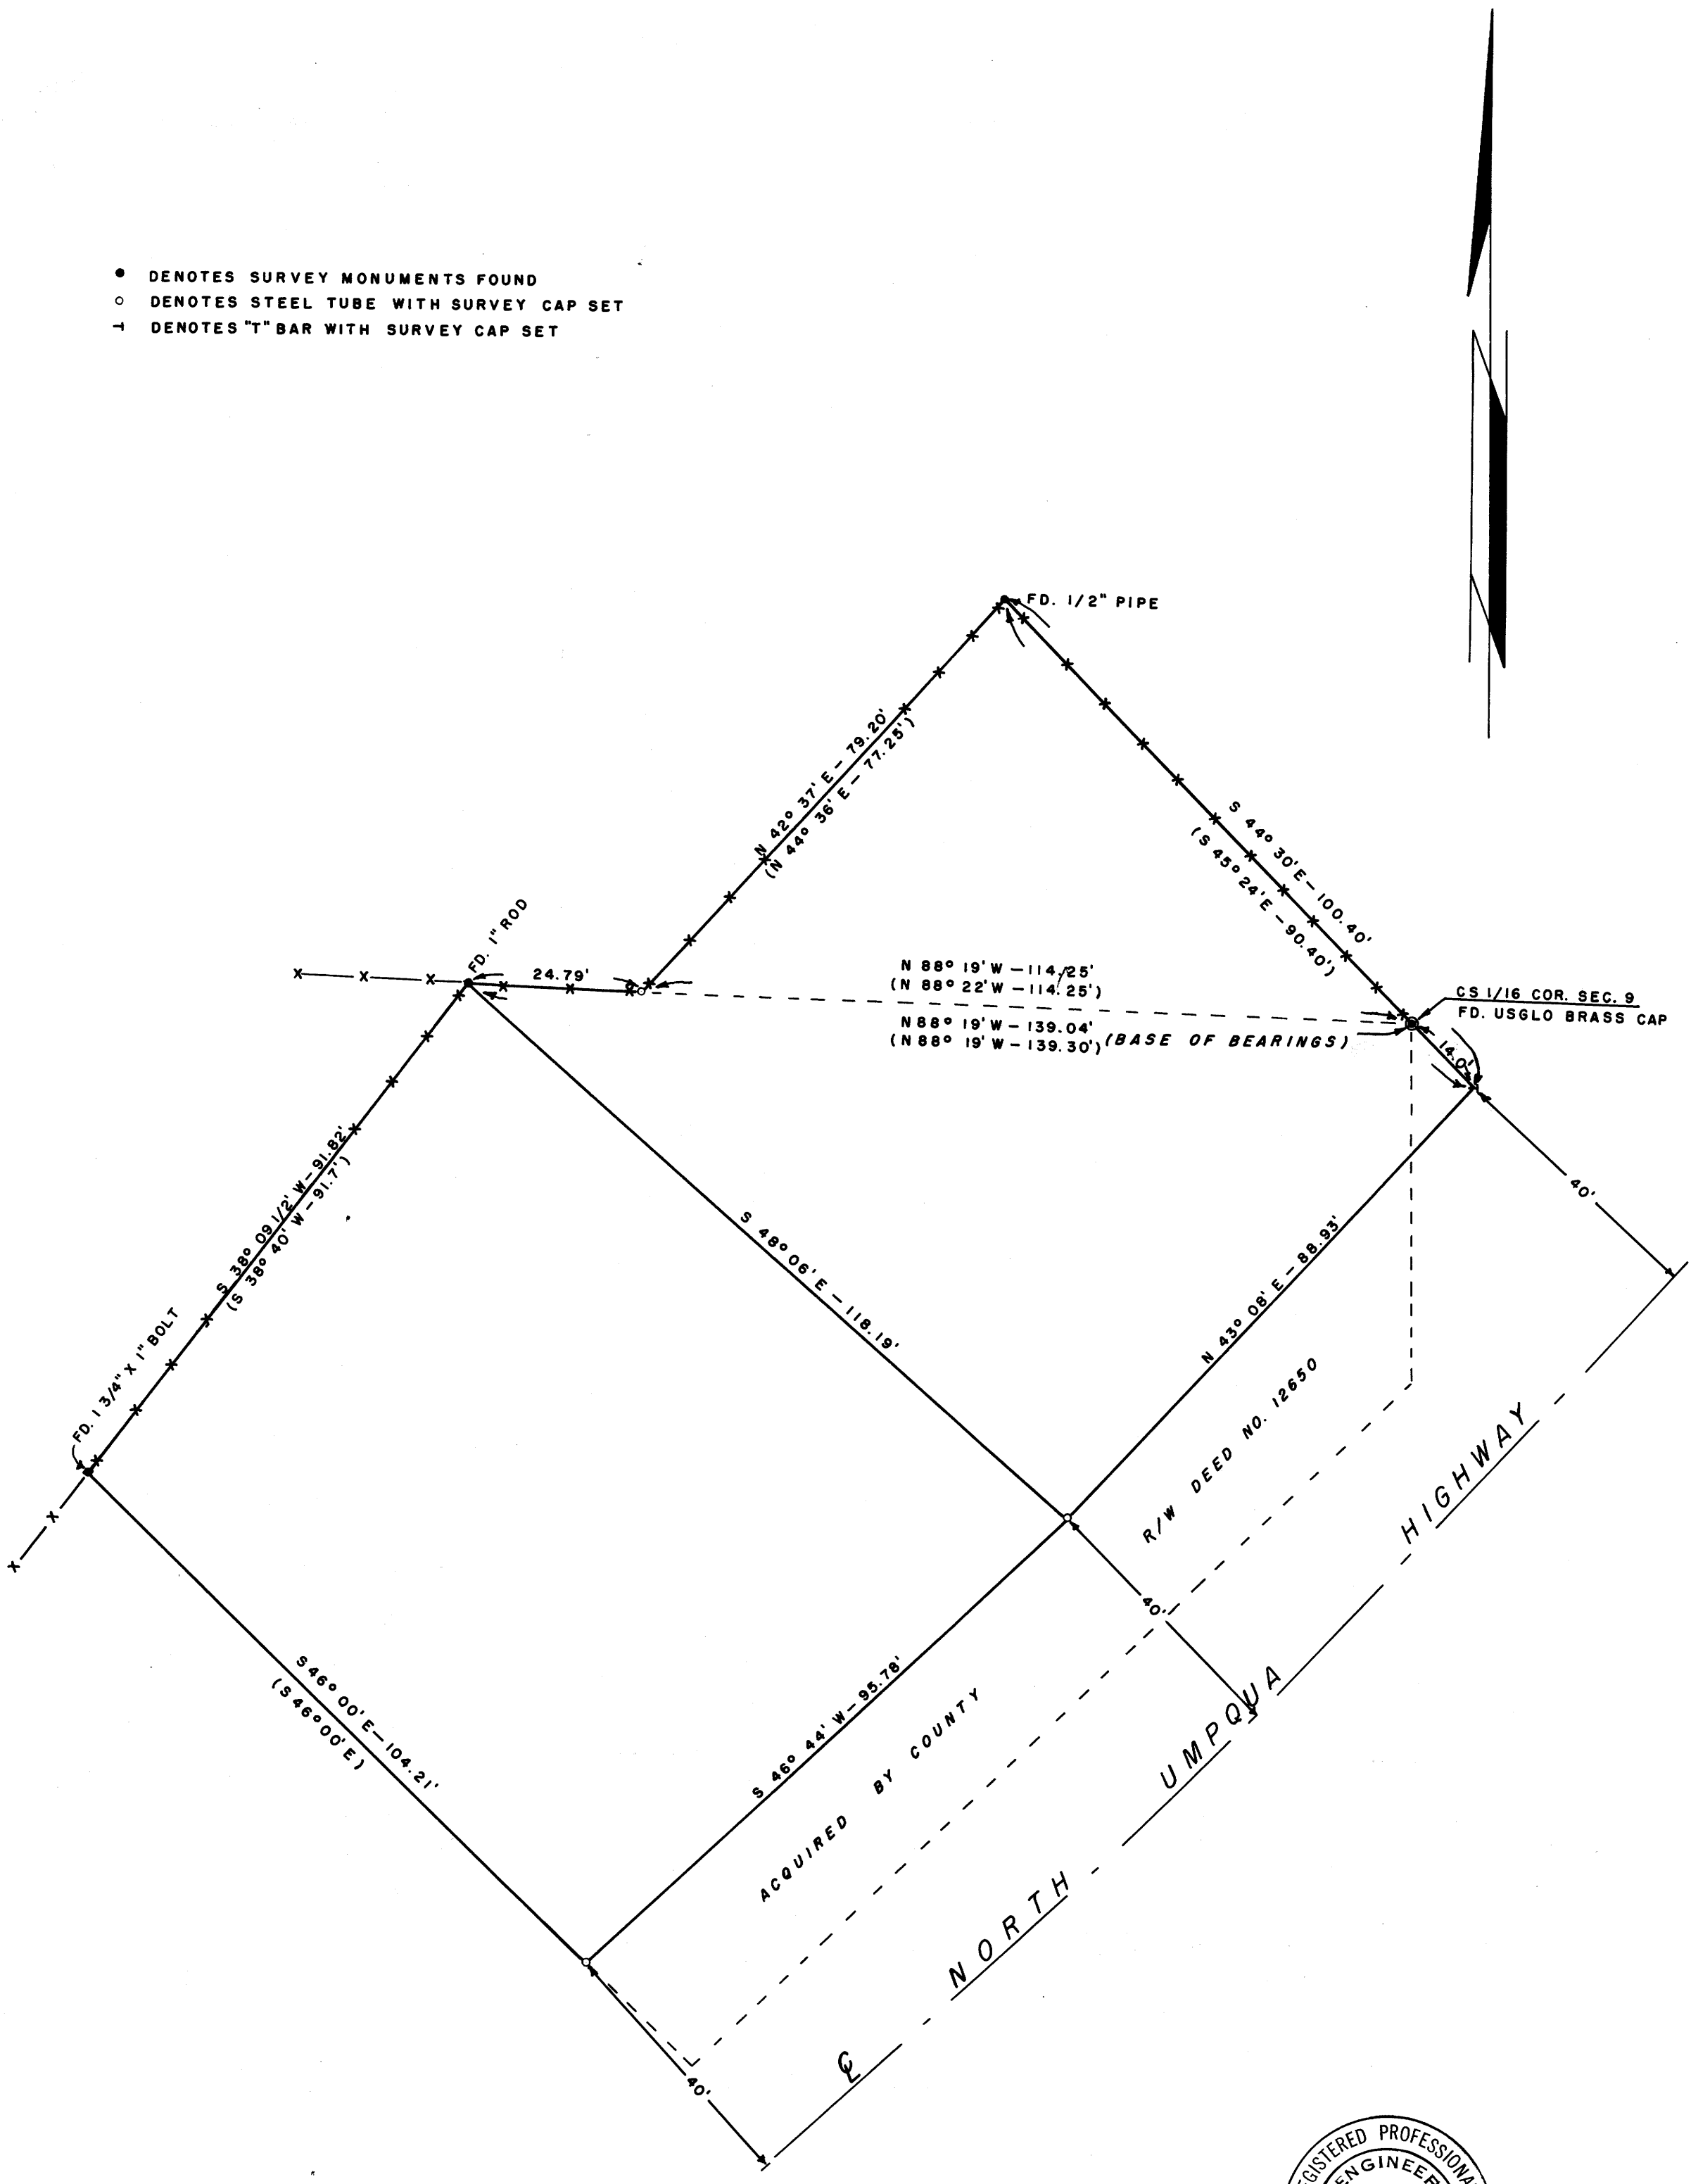 DENOTES SURVEY MONUMENTS FOUND
DENOTES STEEL TUBE WITH SURVEY CAP SET
DENOTES "T" BAR WITH SURVEY CAP SET
FD. 1/2" PIPE
N 42° 37' E - 79.20'
(N 44° 36' E - 77.25')
S 44° 30' E - 100.40'
(S 45° 24' E - 90.40')
FD. 1" ROD
24.79'
N 88° 19' W - 114.25'
(N 88° 22' W - 114.25')
N 88° 19' W - 139.04'
(N 88° 19' W - 139.30') (BASE OF BEARINGS)
CS 1/16 COR. SEC. 9
FD. USGLO BRASS CAP
14.0'
40'
S 38° 09 1/2' W - 91.82'
(S 38° 40' W - 91.7')
S 48° 06' E - 118.19'
N 43° 08' E - 88.93'
FD. 1 3/4" X 1" BOLT
R/W DEED NO. 12650
40'
S 46° 00' E - 104.21'
(S 46° 00' E)
S 46° 44' W - 95.78'
ACQUIRED BY COUNTY
℄ NORTH UMPQUA HIGHWAY
40'
REGISTERED PROFESSIONAL
ENGINEER